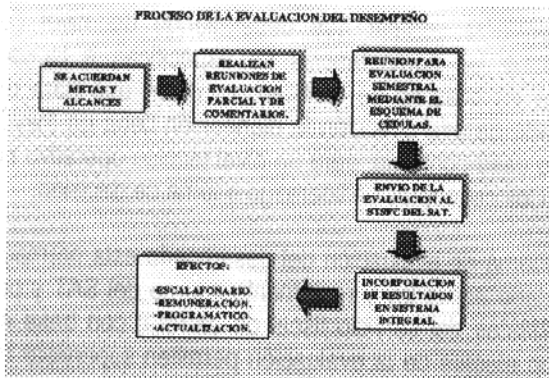 PROCESO DE LA EVALUACION DEL DESEMPEÑO
SE ACUERDAN
METAS Y
ALCANCES
REALIZAN
REUNIONES DE
EVALUACION
PARCIAL Y DE
COMENTARIOS.
REUNION PARA
EVALUACION
SEMESTRAL
MEDIANTE EL
ESQUEMA DE
CEDULAS.
ENVIO DE LA
EVALUACION AL
STSFC DEL SAT.
INCORPORACION
DE RESULTADOS
EN SISTEMA
INTEGRAL.
EFECTOS:
-ESCALAFONARIO.
-REMUNERACION.
-PROGRAMATICO.
-ACTUALIZACION.